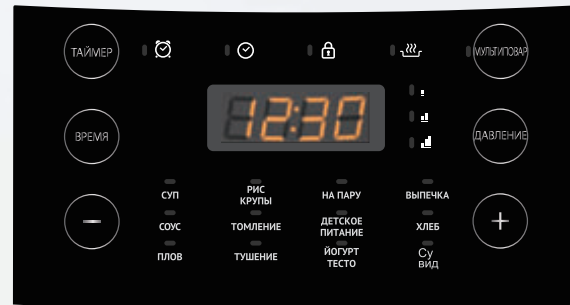 ТАЙМЕР
МУЛЬТИПОВАР
12:30
ВРЕМЯ
ДАВЛЕНИЕ
СУП
РИС
КРУПЫ
НА ПАРУ
ВЫПЕЧКА
−
+
СОУС
ТОМЛЕНИЕ
ДЕТСКОЕ
ПИТАНИЕ
ХЛЕБ
ПЛОВ
ТУШЕНИЕ
ЙОГУРТ
ТЕСТО
Су
вид